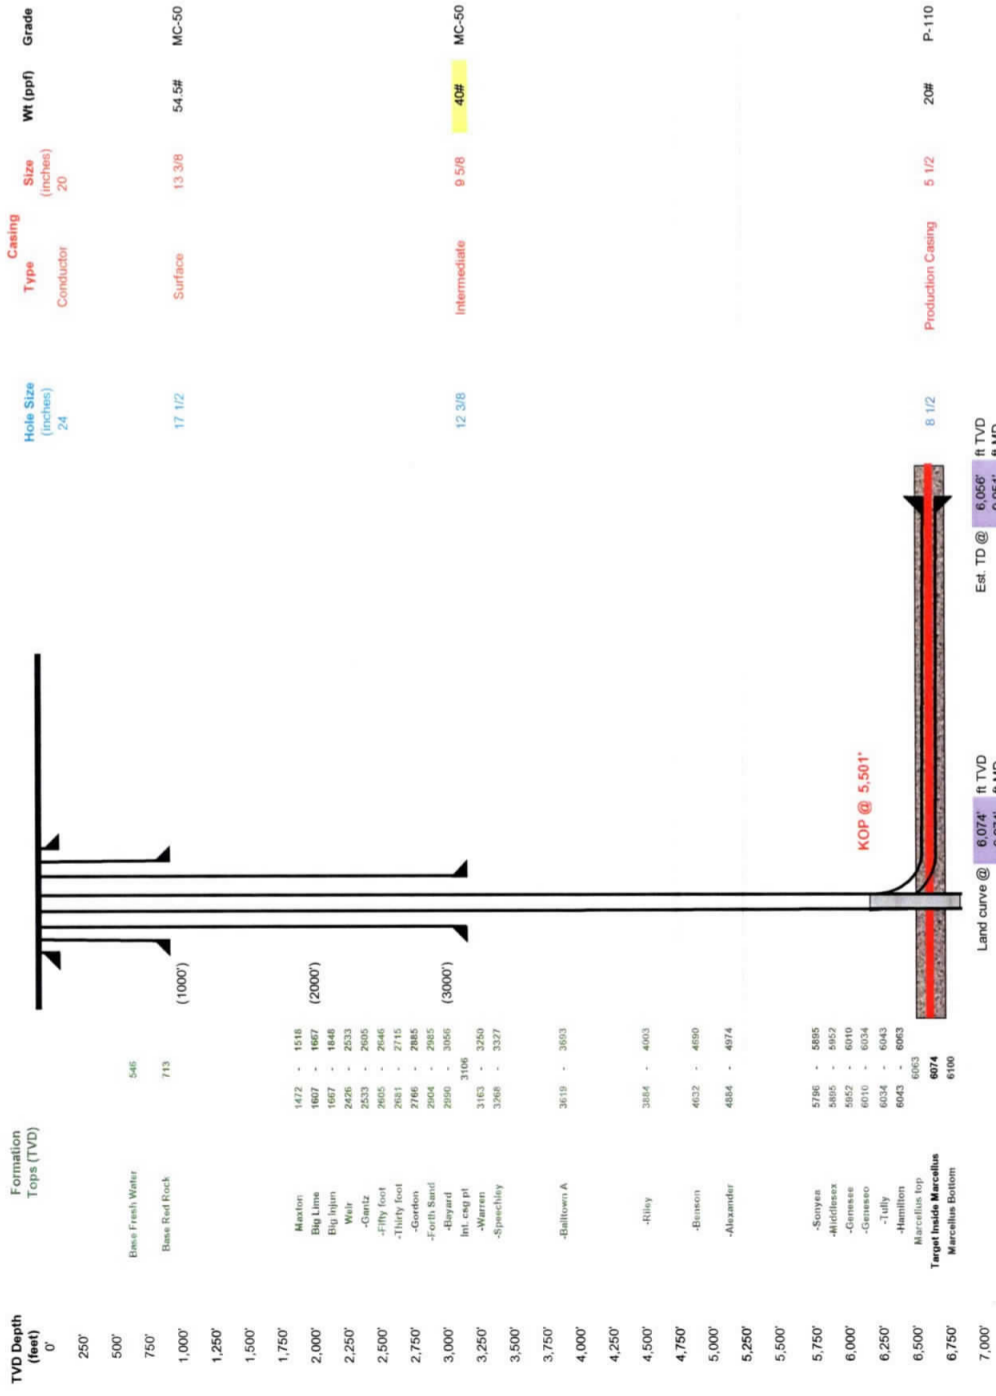 Casing
TVD Depth Formation Hole Size Type Size Wt (ppf) Grade
(feet) Tops (TVD) (inches) (inches)
0' 24 Conductor 20
250'
500'
Base Fresh Water 546
750'
Base Red Rock 713
1,000' (1000') 17 1/2 Surface 13 3/8 54.5# MC-50
1,250'
1,500'
1,750'
Maxton 1472 - 1518
2,000' Big Lime 1607 - 1667 (2000')
Big Injun 1667 - 1848
2,250' Weir 2426 - 2533
-Gantz 2533 - 2605
2,500' -Fifty foot 2605 - 2646
-Thirty foot 2681 - 2715
2,750' -Gordon 2766 - 2885
-Forth Sand 2904 - 2985
3,000' -Bayard 2990 - 3056 (3000')
Int. csg pt 3106 12 3/8 Intermediate 9 5/8 40# MC-50
3,250' -Warren 3163 - 3250
-Speechley 3268 - 3327
3,500'
3,750'
-Balltown A 3619 - 3693
4,000'
4,250'
4,500' -Riley 3884 - 4003
4,750'
-Benson 4632 - 4690
5,000'
-Alexander 4884 - 4974
5,250'
5,500'
5,750'
-Sonyea 5796 - 5895
-Middlesex 5895 - 5952
6,000' -Genesee 5952 - 6010
-Geneseo 6010 - 6034 KOP @ 5,501'
6,250' -Tully 6034 - 6043
-Hamilton 6043 - 6063
6,500' Marcellus top 6063
Target Inside Marcellus 6074 8 1/2 Production Casing 5 1/2 20# P-110
6,750' Marcellus Bottom 6100
7,000' Land curve @ 6,074' ft TVD Est. TD @ 6,056' ft TVD
ft MD ft MD